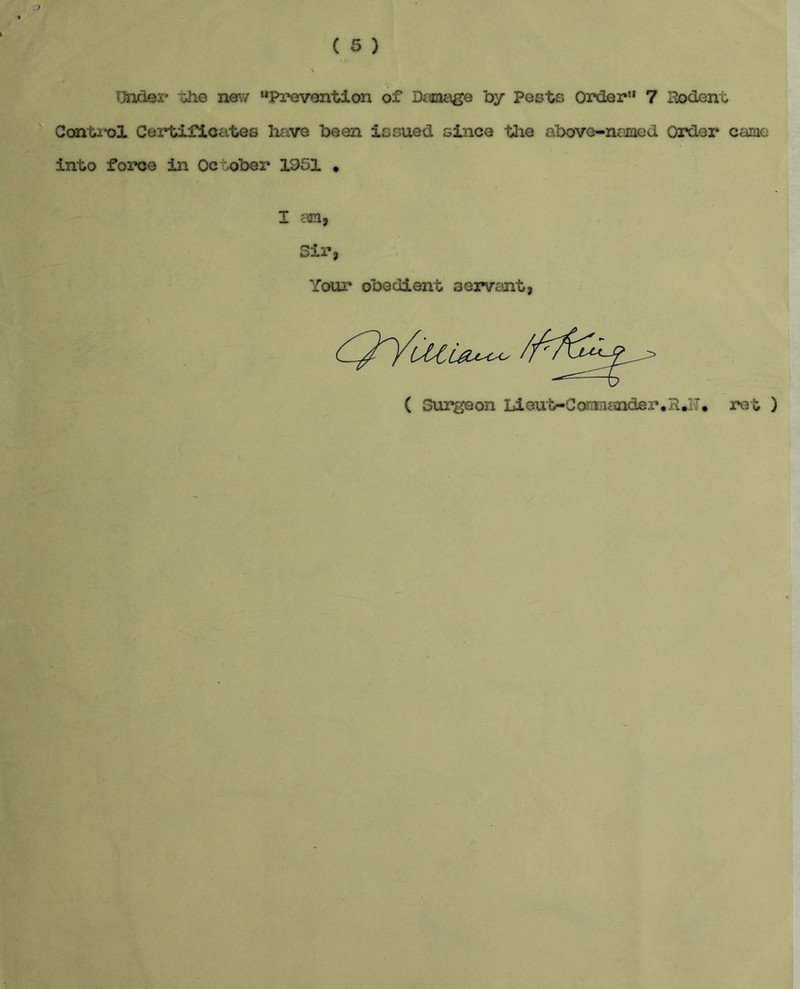 ( 5 )
Under the new "Prevention of Damage by Pests Order" 7 Rodent
Control Certificates have been issued since the above-named Order came
into force in October 1951 .
I am,
Sir,
Your obedient servant,
William H. King
( Surgeon Lieut-Commander.R.N. ret )